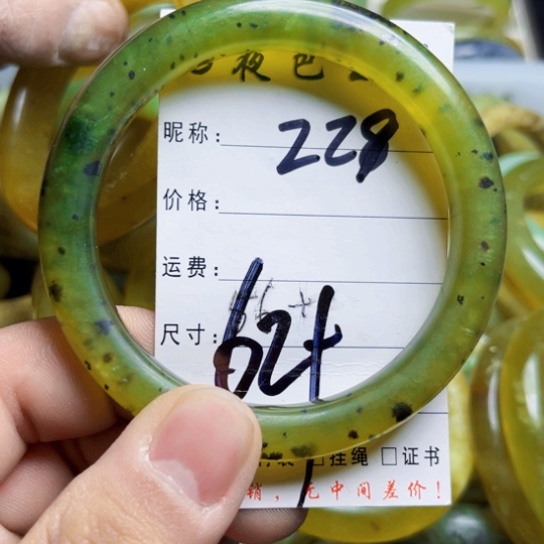 夜巴
昵称: 228
价格:
运费:
尺寸: 62+
□挂绳 □证书
销，无中间差价！